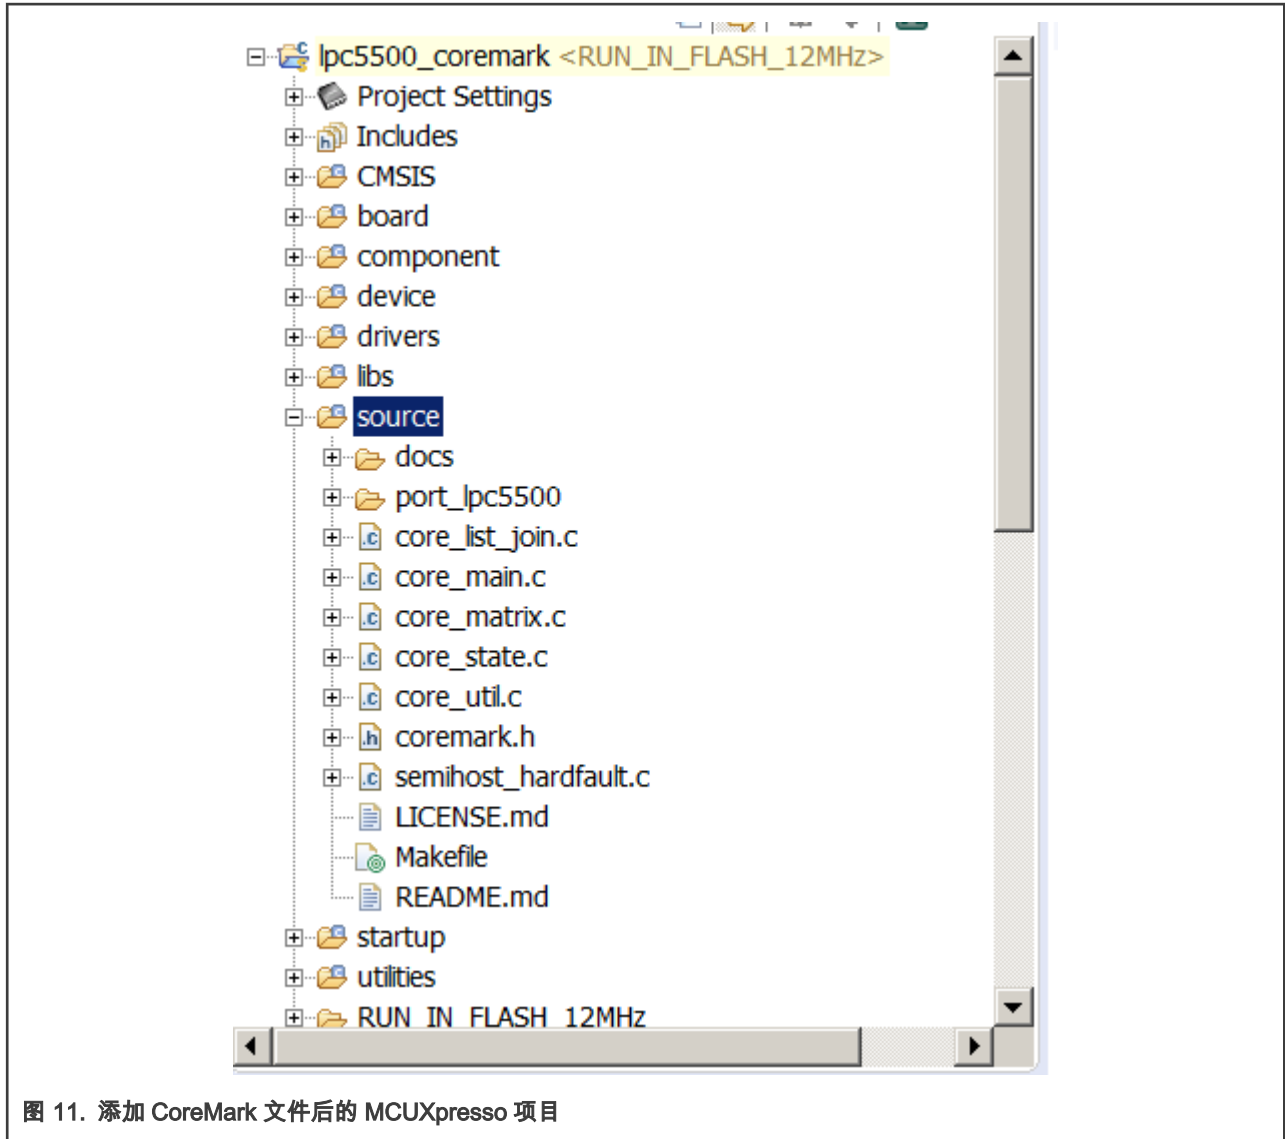 lpc5500_coremark <RUN_IN_FLASH_12MHz>
Project Settings
Includes
CMSIS
board
component
device
drivers
libs
source
docs
port_lpc5500
core_list_join.c
core_main.c
core_matrix.c
core_state.c
core_util.c
coremark.h
semihost_hardfault.c
LICENSE.md
Makefile
README.md
startup
utilities
RUN_IN_FLASH_12MHz
图 11. 添加 CoreMark 文件后的 MCUXpresso 项目